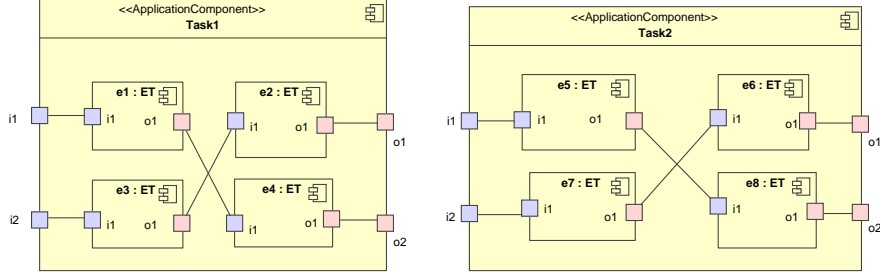 <<ApplicationComponent>>
Task1
e1 : ET
e2 : ET
i1
i1
o1
i1
o1
o1
e3 : ET
e4 : ET
i2
i1
o1
i1
o1
o2
<<ApplicationComponent>>
Task2
e5 : ET
e6 : ET
i1
i1
o1
i1
o1
o1
e7 : ET
e8 : ET
i2
i1
o1
i1
o1
o2